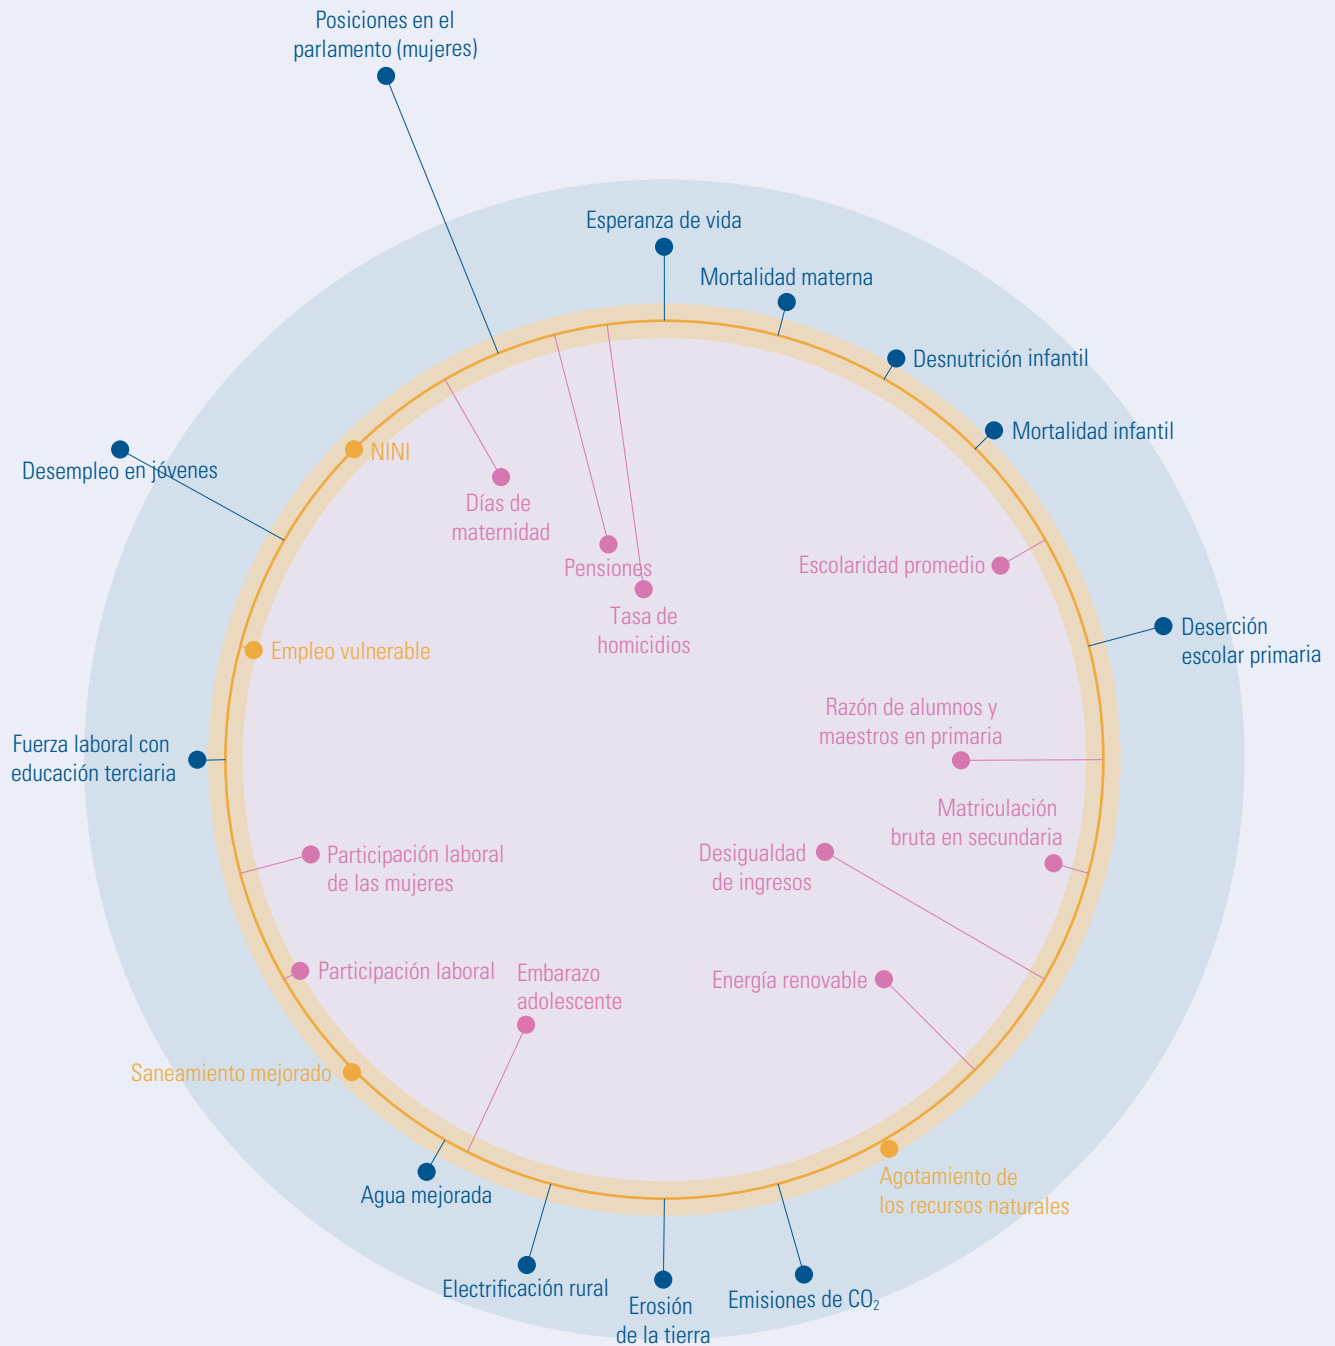 Posiciones en el
parlamento (mujeres)
Esperanza de vida
Mortalidad materna
Desnutrición infantil
Mortalidad infantil
Desempleo en jóvenes
NINI
Días de
maternidad
Pensiones
Tasa de
homicidios
Escolaridad promedio
Deserción
escolar primaria
Empleo vulnerable
Razón de alumnos y
maestros en primaria
Fuerza laboral con
educación terciaria
Matriculación
bruta en secundaria
Desigualdad
de ingresos
Participación laboral
de las mujeres
Participación laboral
Embarazo
adolescente
Energía renovable
Saneamiento mejorado
Agotamiento de
los recursos naturales
Agua mejorada
Electrificación rural
Erosión
de la tierra
Emisiones de CO₂